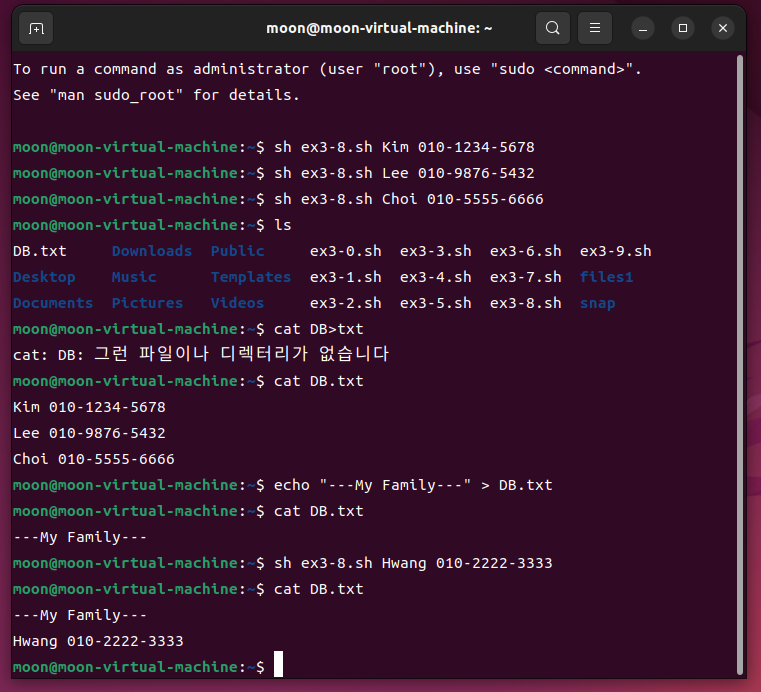 moon@moon-virtual-machine: ~
To run a command as administrator (user "root"), use "sudo <command>".
See "man sudo_root" for details.
moon@moon-virtual-machine:~$ sh ex3-8.sh Kim 010-1234-5678
moon@moon-virtual-machine:~$ sh ex3-8.sh Lee 010-9876-5432
moon@moon-virtual-machine:~$ sh ex3-8.sh Choi 010-5555-6666
moon@moon-virtual-machine:~$ ls
DB.txt     Downloads  Public     ex3-0.sh  ex3-3.sh  ex3-6.sh  ex3-9.sh
Desktop    Music      Templates  ex3-1.sh  ex3-4.sh  ex3-7.sh  files1
Documents  Pictures   Videos     ex3-2.sh  ex3-5.sh  ex3-8.sh  snap
moon@moon-virtual-machine:~$ cat DB>txt
cat: DB: 그런 파일이나 디렉터리가 없습니다
moon@moon-virtual-machine:~$ cat DB.txt
Kim 010-1234-5678
Lee 010-9876-5432
Choi 010-5555-6666
moon@moon-virtual-machine:~$ echo "---My Family---" > DB.txt
moon@moon-virtual-machine:~$ cat DB.txt
---My Family---
moon@moon-virtual-machine:~$ sh ex3-8.sh Hwang 010-2222-3333
moon@moon-virtual-machine:~$ cat DB.txt
---My Family---
Hwang 010-2222-3333
moon@moon-virtual-machine:~$